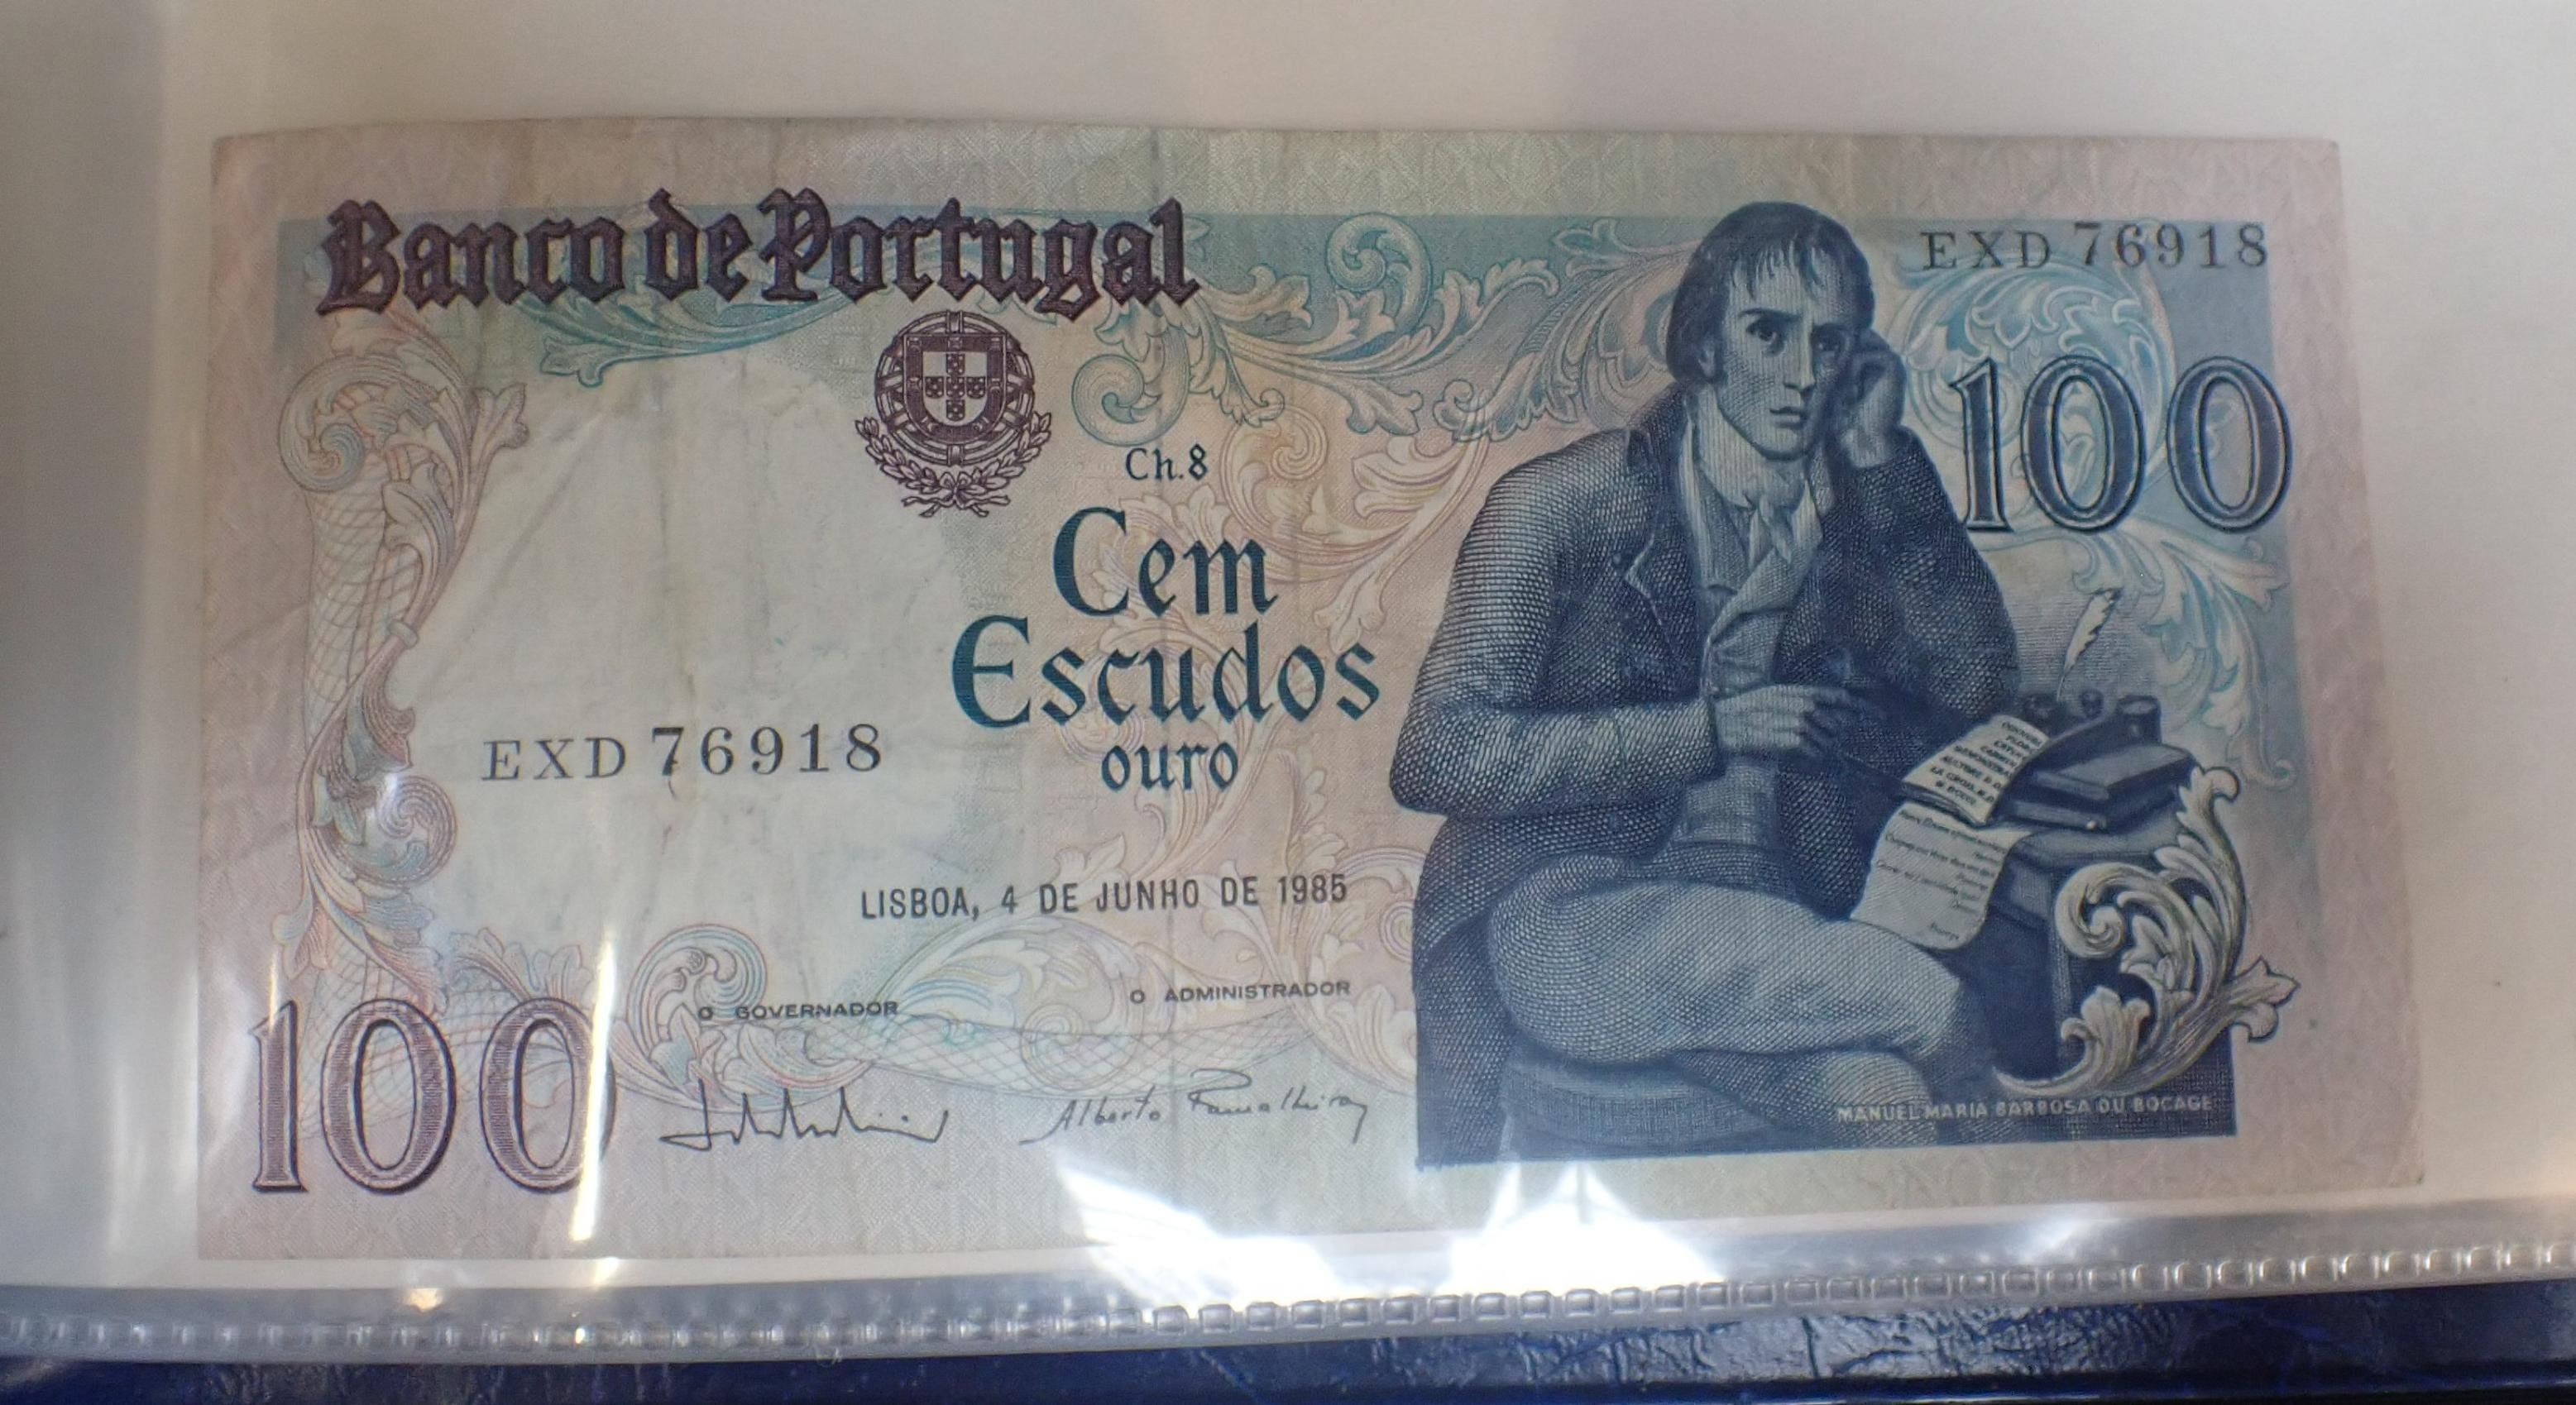 Banco de Portugal
EXD 76918
100
Ch. 8
Cem
Escudos
ouro
EXD 76918
LISBOA, 4 DE JUNHO DE 1985
O GOVERNADOR
O ADMINISTRADOR
100
Alberto Ramalheira
MANUEL MARIA BARBOSA DU BOCAGE